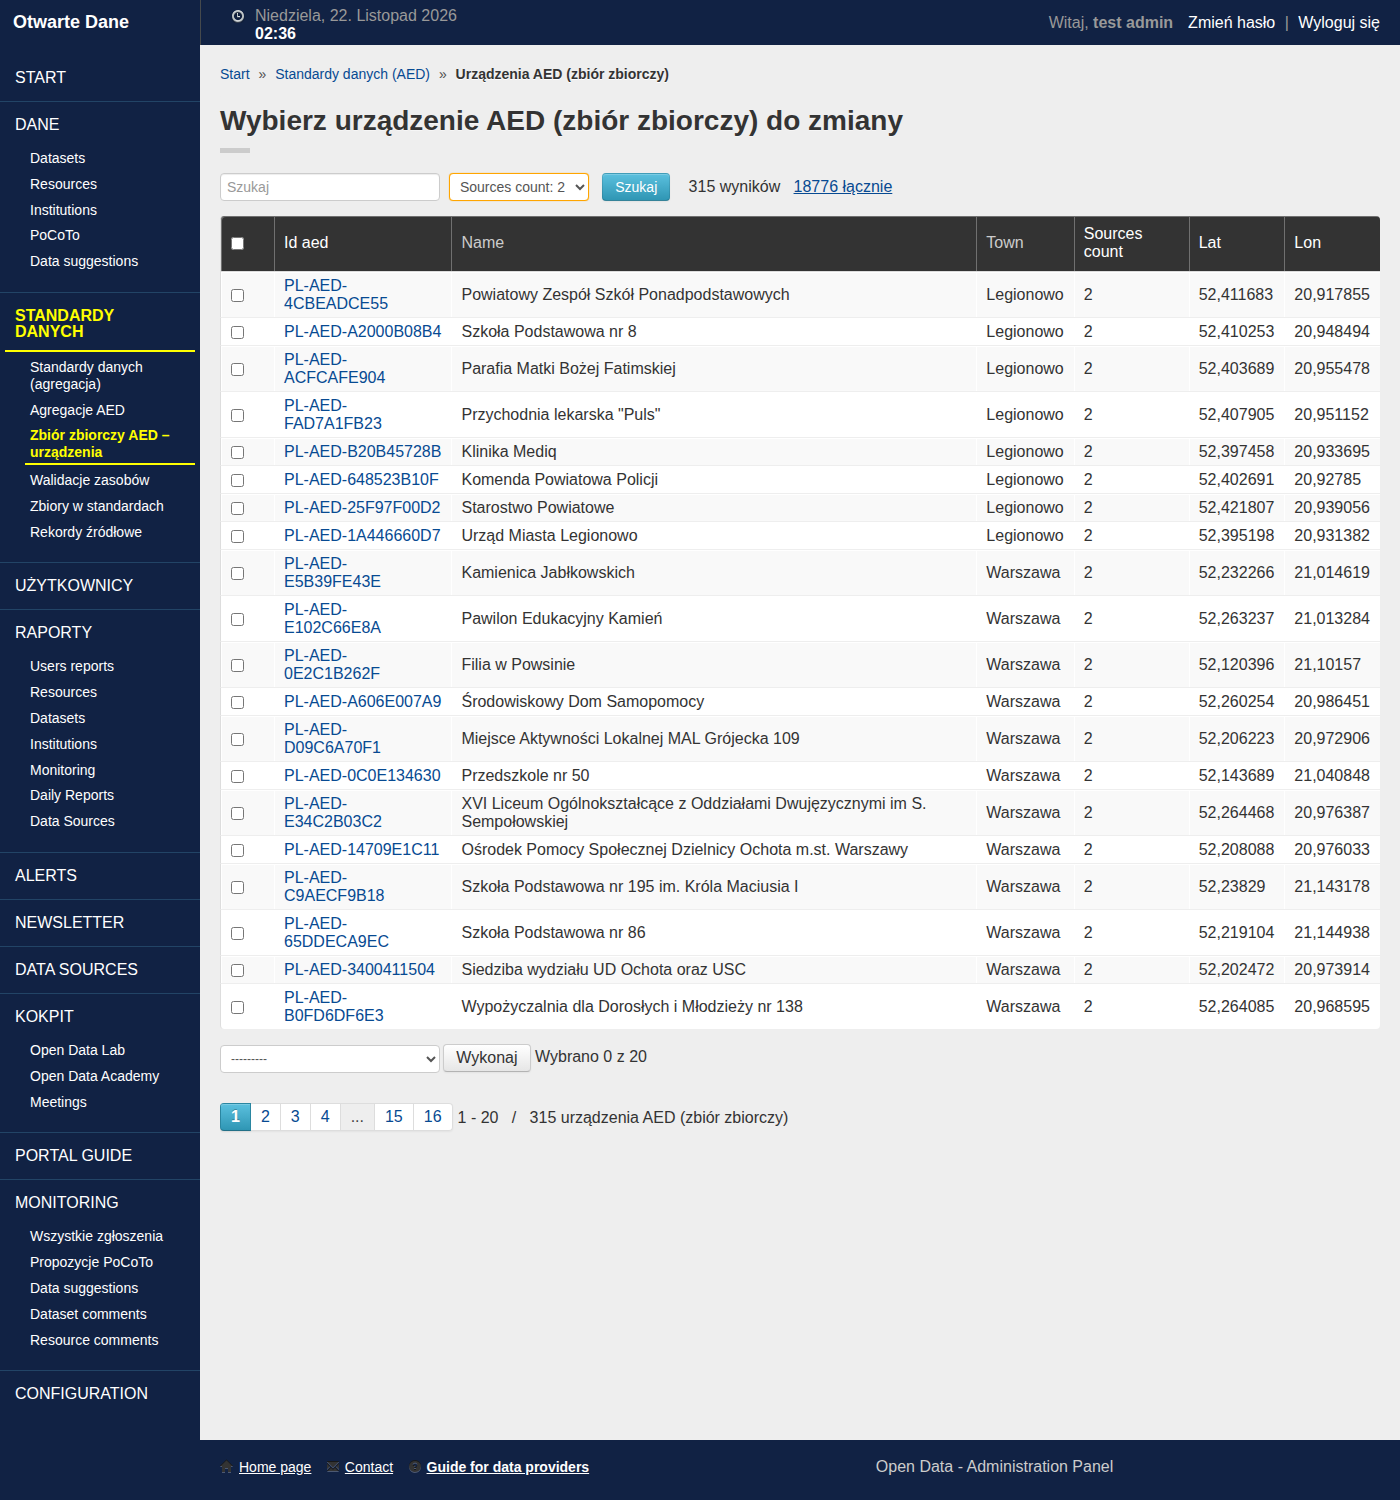 Otwarte Dane
Niedziela, 22. Listopad 2026
02:36
Witaj, test admin Zmień hasło | Wyloguj się
START
DANE
Datasets
Resources
Institutions
PoCoTo
Data suggestions
STANDARDY
DANYCH
Standardy danych
(agregacja)
Agregacje AED
Zbiór zbiorczy AED –
urządzenia
Walidacje zasobów
Zbiory w standardach
Rekordy źródłowe
UŻYTKOWNICY
RAPORTY
Users reports
Resources
Datasets
Institutions
Monitoring
Daily Reports
Data Sources
ALERTS
NEWSLETTER
DATA SOURCES
KOKPIT
Open Data Lab
Open Data Academy
Meetings
PORTAL GUIDE
MONITORING
Wszystkie zgłoszenia
Propozycje PoCoTo
Data suggestions
Dataset comments
Resource comments
CONFIGURATION
Start » Standardy danych (AED) » Urządzenia AED (zbiór zbiorczy)
Wybierz urządzenie AED (zbiór zbiorczy) do zmiany
Szukaj Sources count: 2 Szukaj 315 wyników 18776 łącznie
Id aed Name Town Sources count Lat Lon
PL-AED-4CBEADCE55 Powiatowy Zespół Szkół Ponadpodstawowych Legionowo 2 52,411683 20,917855
PL-AED-A2000B08B4 Szkoła Podstawowa nr 8 Legionowo 2 52,410253 20,948494
PL-AED-ACFCAFE904 Parafia Matki Bożej Fatimskiej Legionowo 2 52,403689 20,955478
PL-AED-FAD7A1FB23 Przychodnia lekarska "Puls" Legionowo 2 52,407905 20,951152
PL-AED-B20B45728B Klinika Mediq Legionowo 2 52,397458 20,933695
PL-AED-648523B10F Komenda Powiatowa Policji Legionowo 2 52,402691 20,92785
PL-AED-25F97F00D2 Starostwo Powiatowe Legionowo 2 52,421807 20,939056
PL-AED-1A446660D7 Urząd Miasta Legionowo Legionowo 2 52,395198 20,931382
PL-AED-E5B39FE43E Kamienica Jabłkowskich Warszawa 2 52,232266 21,014619
PL-AED-E102C66E8A Pawilon Edukacyjny Kamień Warszawa 2 52,263237 21,013284
PL-AED-0E2C1B262F Filia w Powsinie Warszawa 2 52,120396 21,10157
PL-AED-A606E007A9 Środowiskowy Dom Samopomocy Warszawa 2 52,260254 20,986451
PL-AED-D09C6A70F1 Miejsce Aktywności Lokalnej MAL Grójecka 109 Warszawa 2 52,206223 20,972906
PL-AED-0C0E134630 Przedszkole nr 50 Warszawa 2 52,143689 21,040848
PL-AED-E34C2B03C2 XVI Liceum Ogólnokształcące z Oddziałami Dwujęzycznymi im S. Sempołowskiej Warszawa 2 52,264468 20,976387
PL-AED-14709E1C11 Ośrodek Pomocy Społecznej Dzielnicy Ochota m.st. Warszawy Warszawa 2 52,208088 20,976033
PL-AED-C9AECF9B18 Szkoła Podstawowa nr 195 im. Króla Maciusia I Warszawa 2 52,23829 21,143178
PL-AED-65DDECA9EC Szkoła Podstawowa nr 86 Warszawa 2 52,219104 21,144938
PL-AED-3400411504 Siedziba wydziału UD Ochota oraz USC Warszawa 2 52,202472 20,973914
PL-AED-B0FD6DF6E3 Wypożyczalnia dla Dorosłych i Młodzieży nr 138 Warszawa 2 52,264085 20,968595
--------- Wykonaj Wybrano 0 z 20
1 2 3 4 ... 15 16 1 - 20 / 315 urządzenia AED (zbiór zbiorczy)
Home page Contact Guide for data providers Open Data - Administration Panel